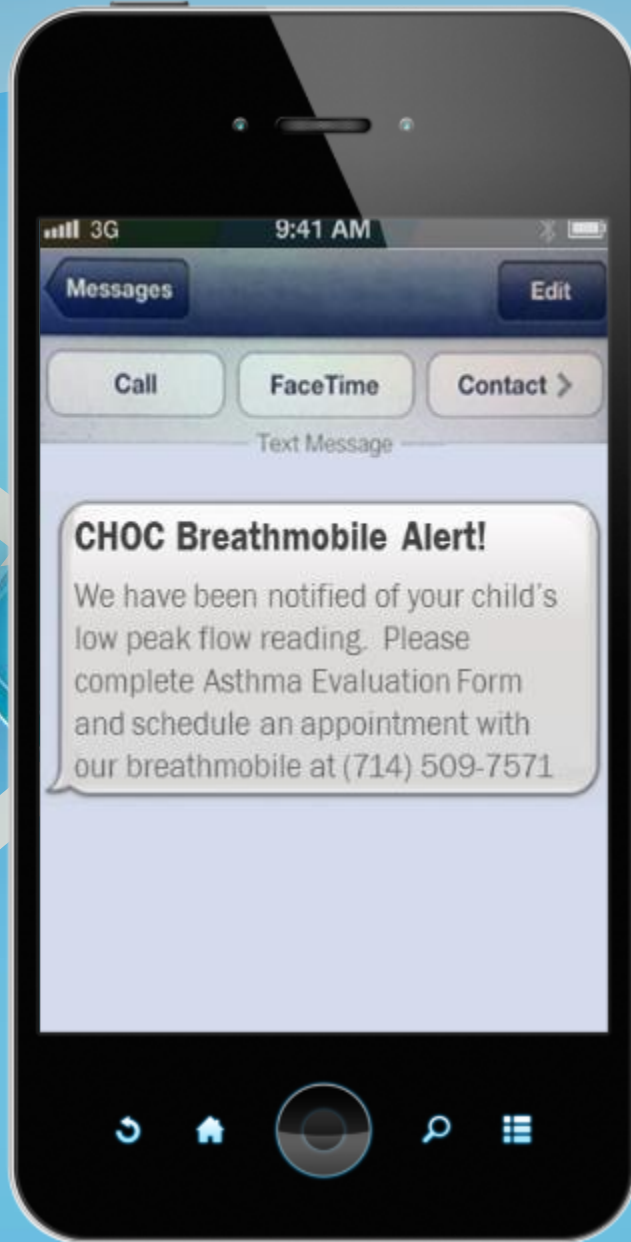 3G 9:41 AM
Messages Edit
Call FaceTime Contact >
Text Message
CHOC Breathmobile Alert!
We have been notified of your child's
low peak flow reading. Please
complete Asthma Evaluation Form
and schedule an appointment with
our breathmobile at (714) 509-7571